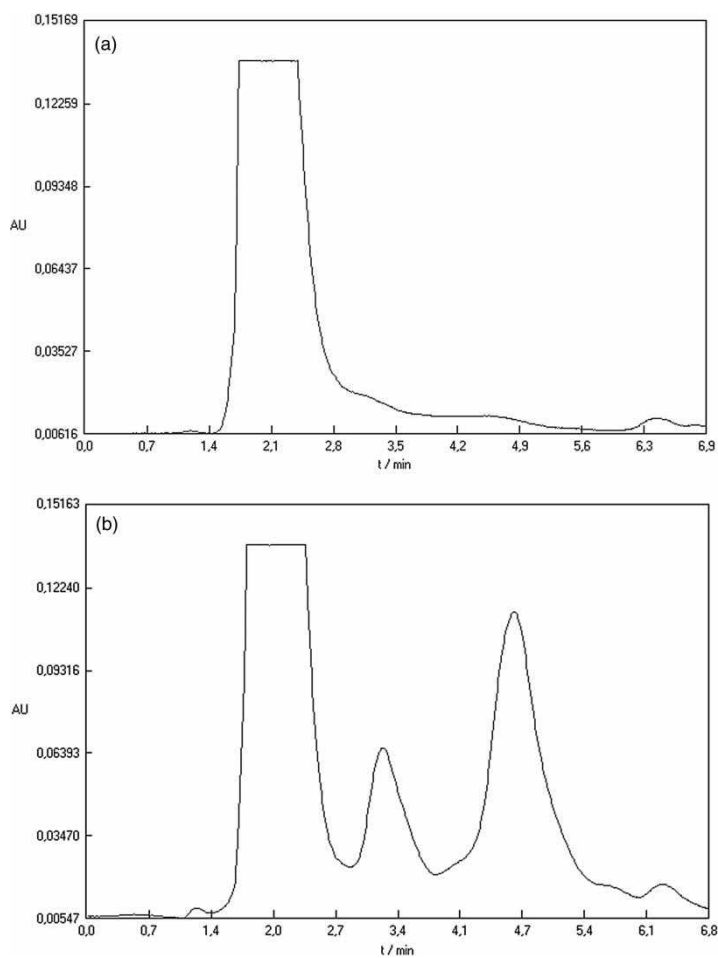 (a)
0,15169
0,12259
0,09348
AU
0,06437
0,03527
0,00616
0,0 0,7 1,4 2,1 2,8 3,5 4,2 4,9 5,6 6,3 6,9
t / min
(b)
0,15163
0,12240
0,09316
AU
0,06393
0,03470
0,00547
0,0 0,7 1,4 2,0 2,7 3,4 4,1 4,7 5,4 6,1 6,8
t / min